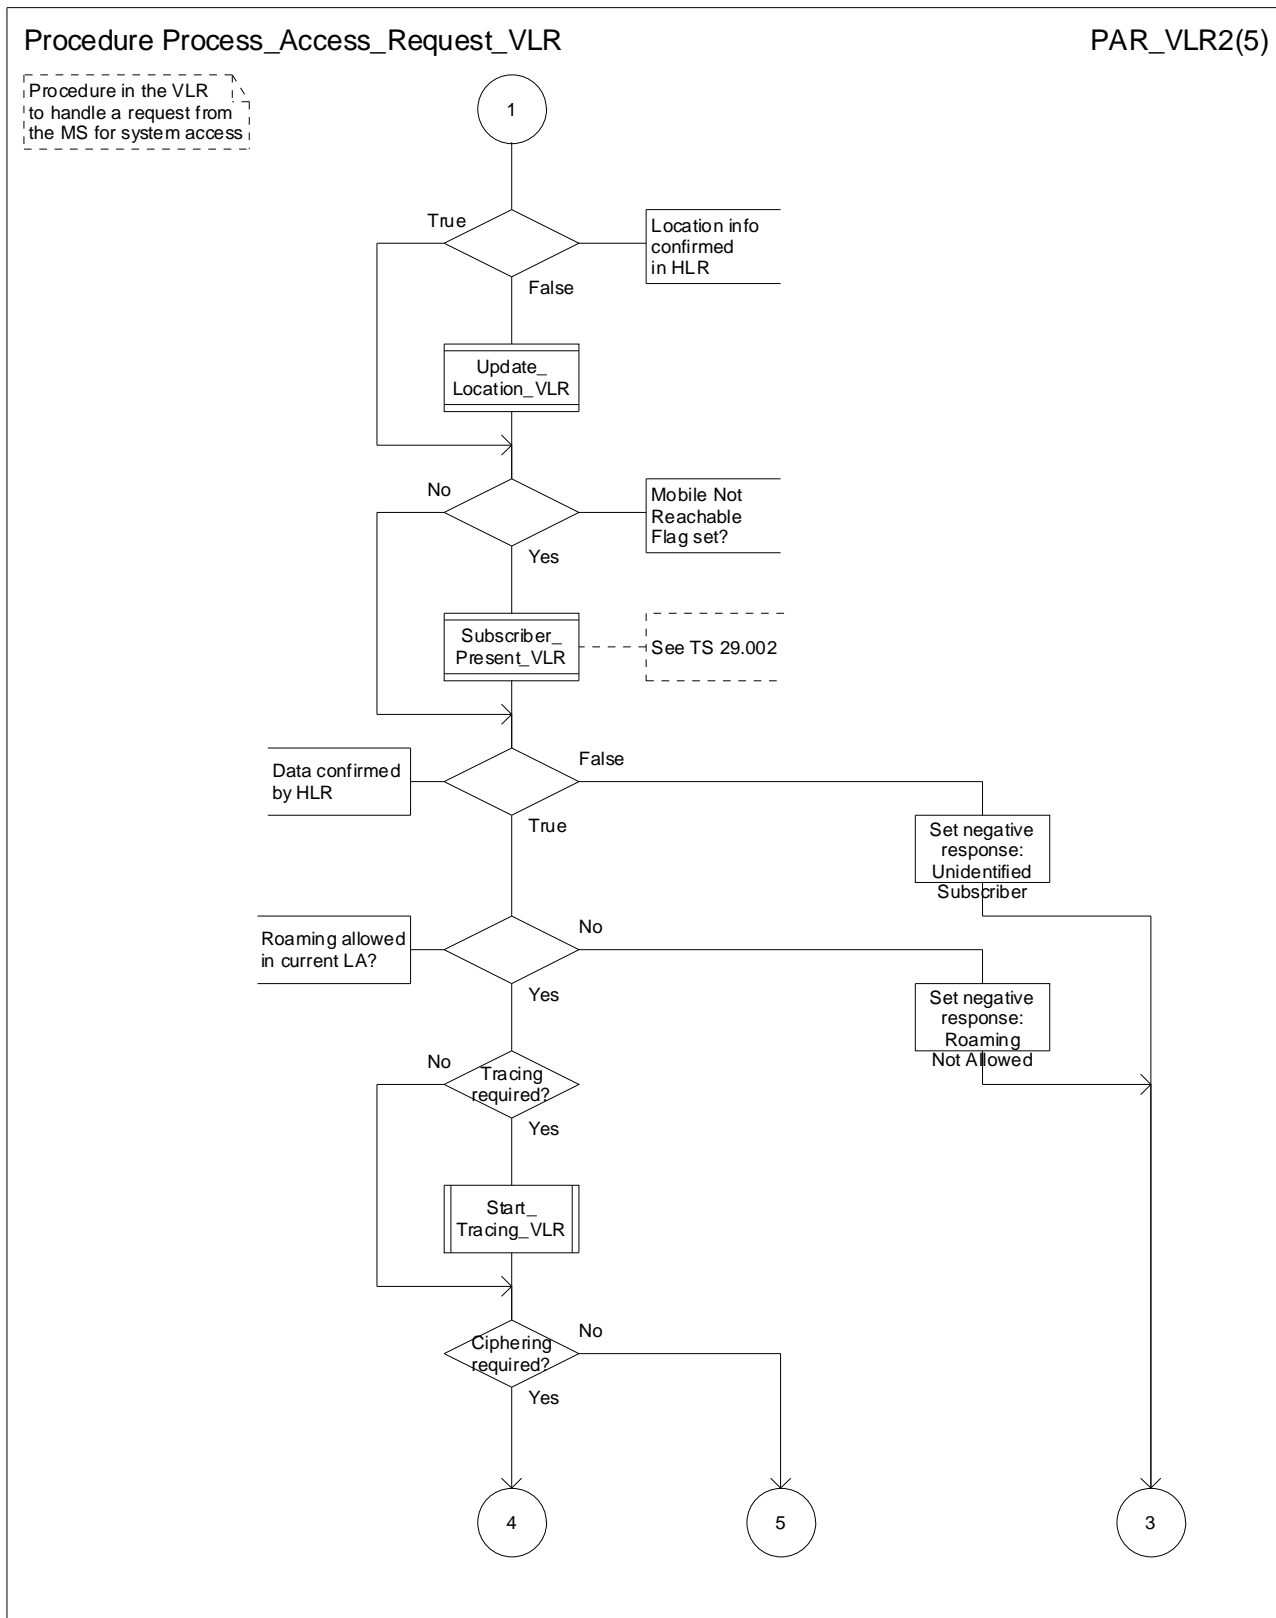 Procedure Process_Access_Request_VLR
PAR_VLR2(5)
Procedure in the VLR
to handle a request from
the MS for system access
1
True
Location info
confirmed
in HLR
False
Update_
Location_VLR
No
Mobile Not
Reachable
Flag set?
Yes
Subscriber_
Present_VLR
See TS 29.002
Data confirmed
by HLR
False
True
Set negative
response:
Unidentified
Subscriber
Roaming allowed
in current LA?
No
Yes
Set negative
response:
Roaming
Not Allowed
No
Tracing
required?
Yes
Start_
Tracing_VLR
Ciphering
required?
No
Yes
4
5
3